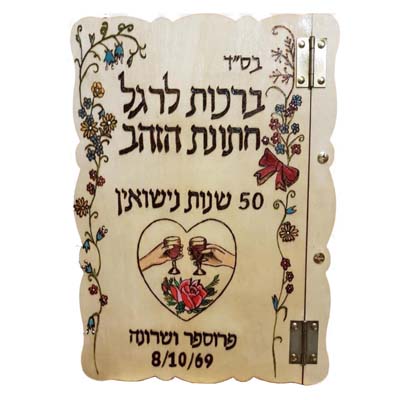 בס"ד
ברכות לרגל
חתונת הזהב
50 שנות נישואין
פרוספר ושרונה
8/10/69